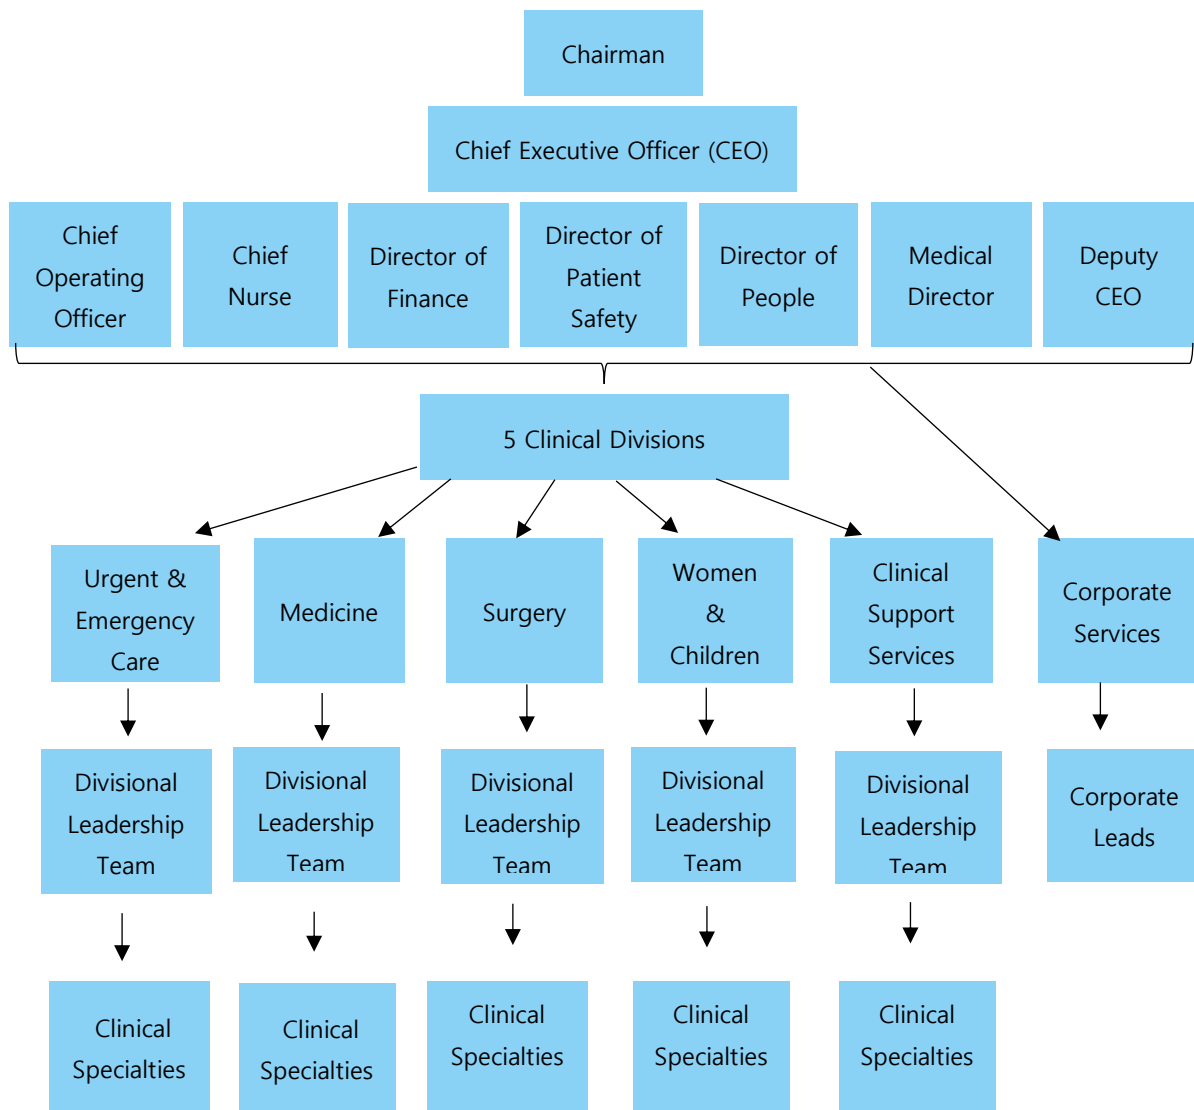 Chairman
Chief Executive Officer (CEO)
Chief
Operating
Officer
Chief
Nurse
Director of
Finance
Director of
Patient
Safety
Director of
People
Medical
Director
Deputy
CEO
5 Clinical Divisions
Urgent &
Emergency
Care
Medicine
Surgery
Women
&
Children
Clinical
Support
Services
Corporate
Services
Divisional
Leadership
Team
Divisional
Leadership
Team
Divisional
Leadership
Team
Divisional
Leadership
Team
Divisional
Leadership
Team
Corporate
Leads
Clinical
Specialties
Clinical
Specialties
Clinical
Specialties
Clinical
Specialties
Clinical
Specialties